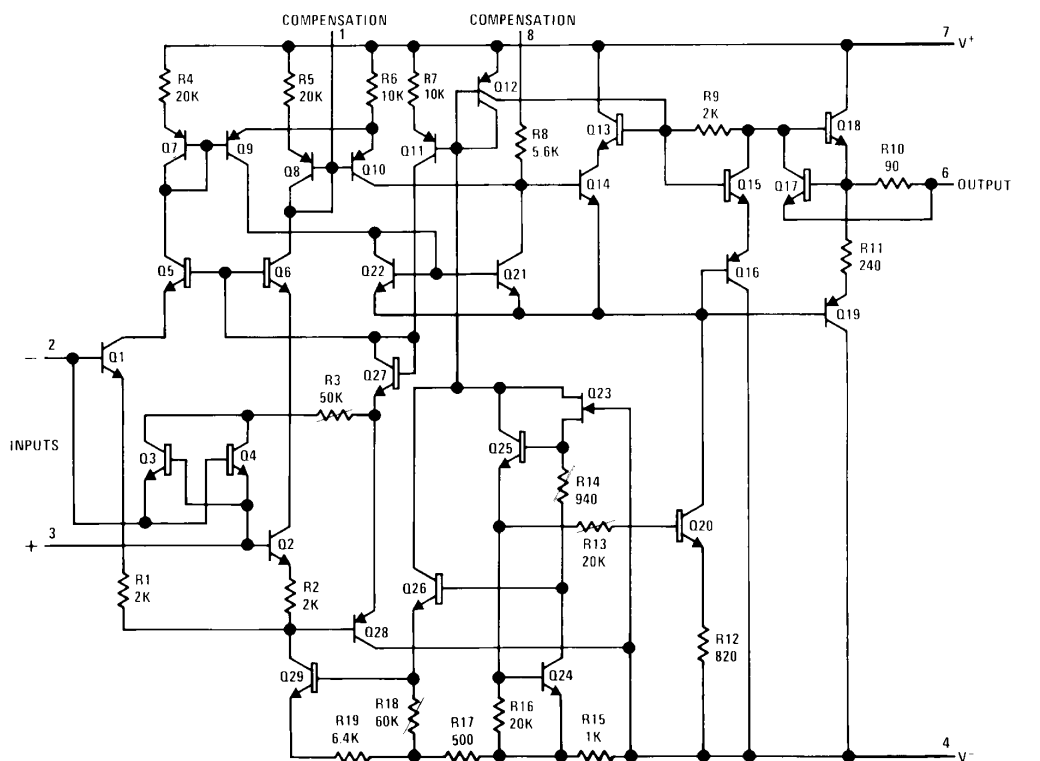 COMPENSATION
1
COMPENSATION
8
7
V+
R4
20K
R5
20K
R6
10K
R7
10K
Q12
R9
2K
Q18
R8
5.6K
Q13
R10
90
Q7
Q9
Q8
Q10
Q11
Q14
Q15
Q17
6
OUTPUT
Q5
Q6
Q22
Q21
Q16
R11
240
Q19
2
−
Q1
Q27
R3
50K
Q23
INPUTS
Q3
Q4
Q25
R14
940
3
+
Q2
R13
20K
Q20
R1
2K
R2
2K
Q26
Q28
R12
820
Q29
Q24
R18
60K
R16
20K
R19
6.4K
R17
500
R15
1K
4
V−